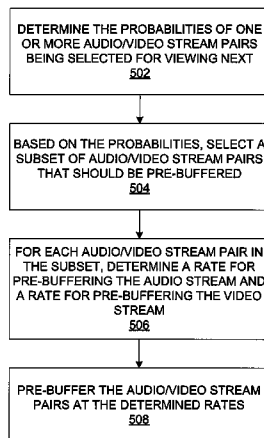 DETERMINE THE PROBABILITIES OF ONE
OR MORE AUDIO/VIDEO STREAM PAIRS
BEING SELECTED FOR VIEWING NEXT
502
BASED ON THE PROBABILITIES, SELECT A
SUBSET OF AUDIO/VIDEO STREAM PAIRS
THAT SHOULD BE PRE-BUFFERED
504
FOR EACH AUDIO/VIDEO STREAM PAIR IN
THE SUBSET, DETERMINE A RATE FOR
PRE-BUFFERING THE AUDIO STREAM AND
A RATE FOR PRE-BUFFERING THE VIDEO
STREAM
506
PRE-BUFFER THE AUDIO/VIDEO STREAM
PAIRS AT THE DETERMINED RATES
508